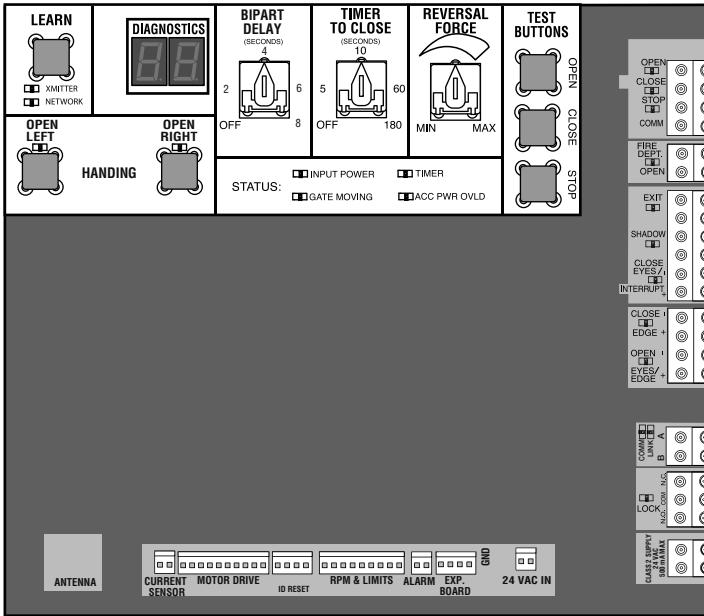 LEARN
XMITTER
NETWORK
DIAGNOSTICS
BIPART
DELAY
(SECONDS)
4
2
6
OFF
8
TIMER
TO CLOSE
(SECONDS)
10
5
60
OFF
180
REVERSAL
FORCE
MIN
MAX
TEST
BUTTONS
OPEN
CLOSE
STOP
OPEN
LEFT
HANDING
OPEN
RIGHT
STATUS:
INPUT POWER
TIMER
GATE MOVING
ACC PWR OVLD
OPEN
CLOSE
STOP
COMM
FIRE
DEPT.
OPEN
EXIT
SHADOW
CLOSE
EYES/
INTERRUPT +
CLOSE
EDGE +
OPEN
EYES/
EDGE +
COMM
LINK
A
B
LOCK
N.C.
COM
N.O.
CLASS 2 SUPPLY
24 VAC
500 mA MAX
ANTENNA
CURRENT
SENSOR
MOTOR DRIVE
ID RESET
RPM & LIMITS
ALARM
EXP.
BOARD
GND
24 VAC IN